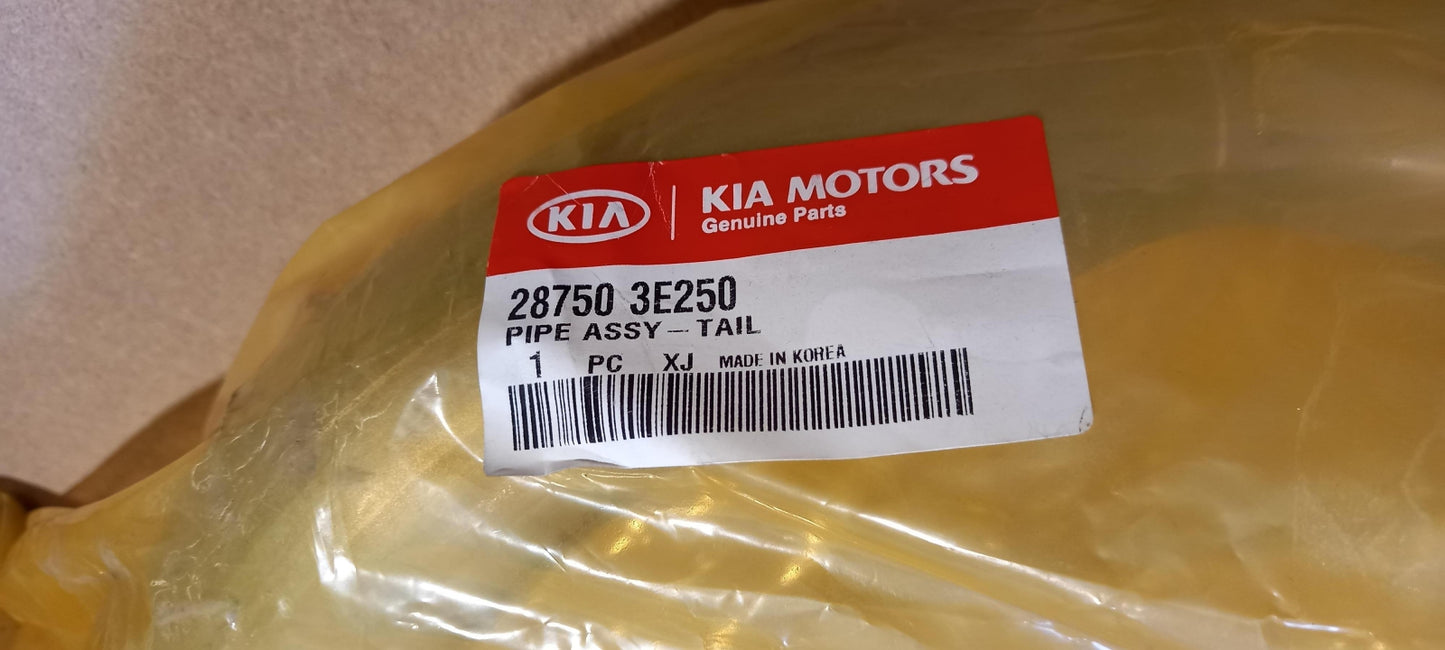 KIA
KIA MOTORS
Genuine Parts
28750 3E250
PIPE ASSY-TAIL
1 PC XJ MADE IN KOREA